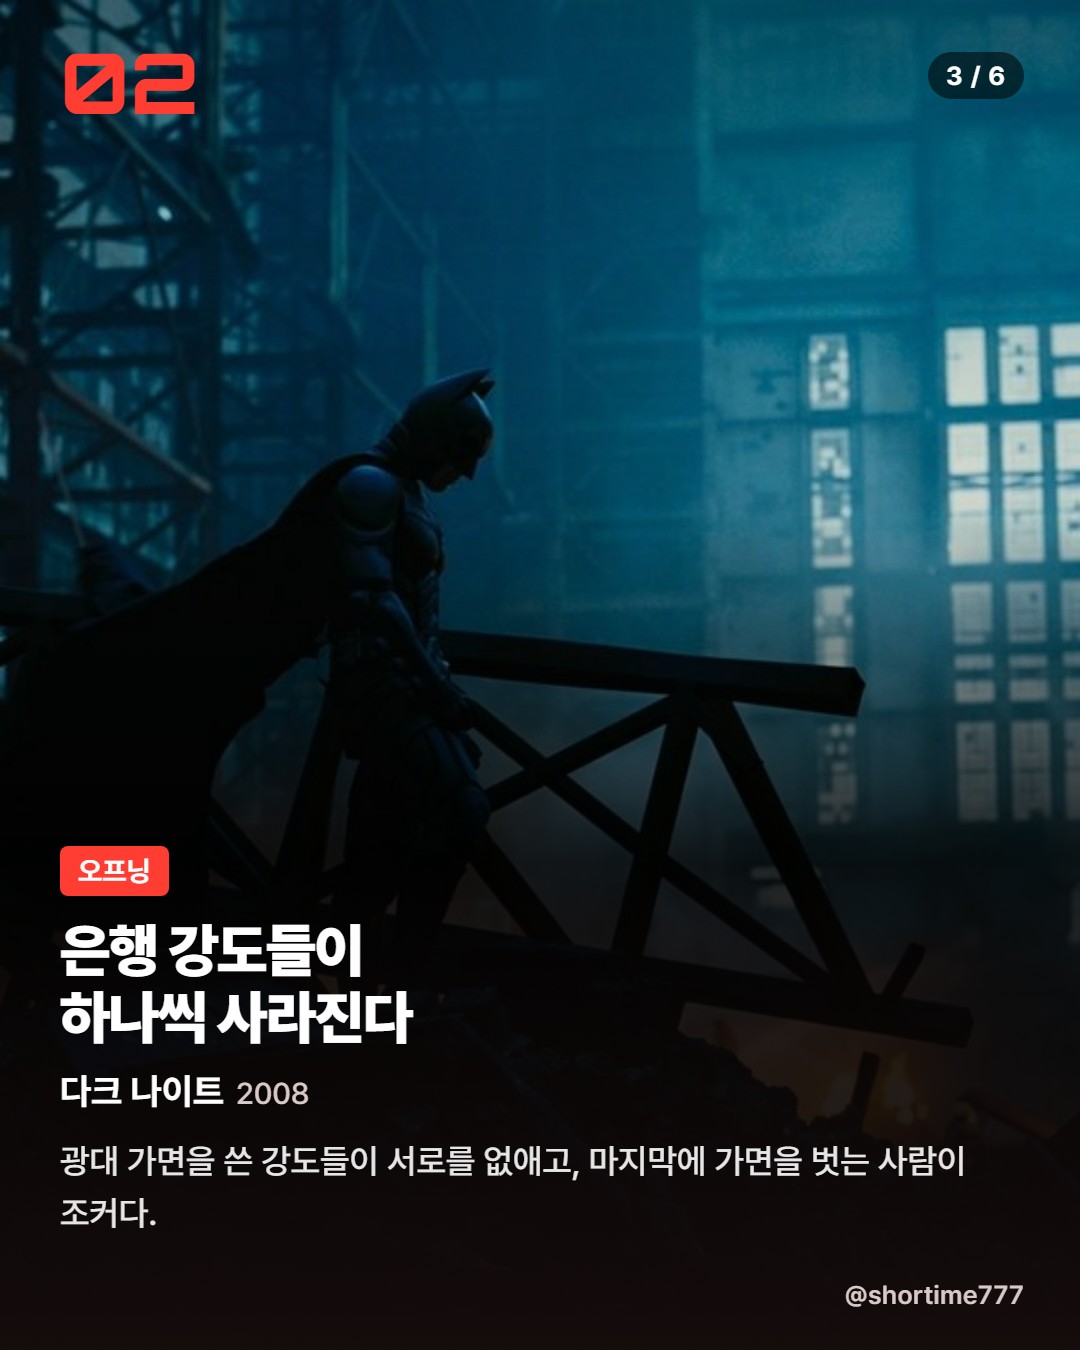 02
3 / 6
오프닝
은행 강도들이
하나씩 사라진다
다크 나이트 2008
광대 가면을 쓴 강도들이 서로를 없애고, 마지막에 가면을 벗는 사람이
조커다.
@shortime777